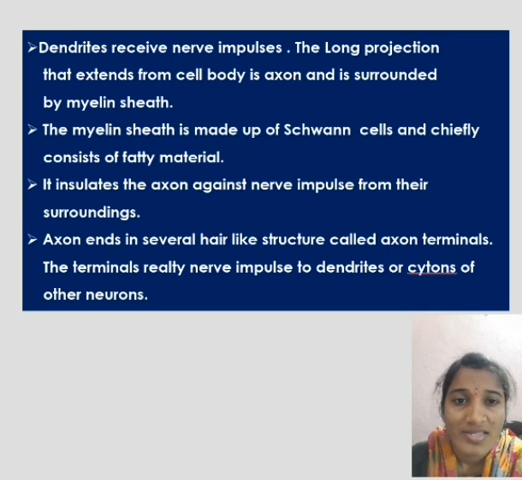 ➢Dendrites receive nerve impulses . The Long projection
that extends from cell body is axon and is surrounded
by myelin sheath.
➢ The myelin sheath is made up of Schwann cells and chiefly
consists of fatty material.
➢ It insulates the axon against nerve impulse from their
surroundings.
➢ Axon ends in several hair like structure called axon terminals.
The terminals realty nerve impulse to dendrites or cytons of
other neurons.